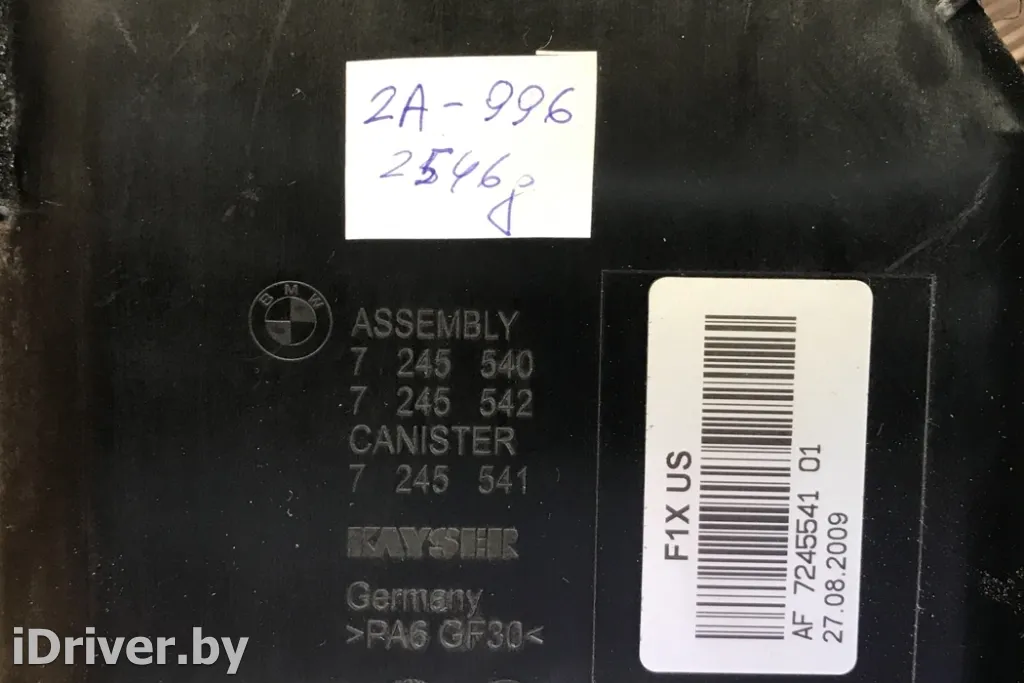 2A-996
2546g
BMW
ASSEMBLY
7 245 540
7 245 542
CANISTER
7 245 541
KAYSER
Germany
>PA6 GF30<
F1X US
AF 7245541 01
27.08.2009
iDriver.by